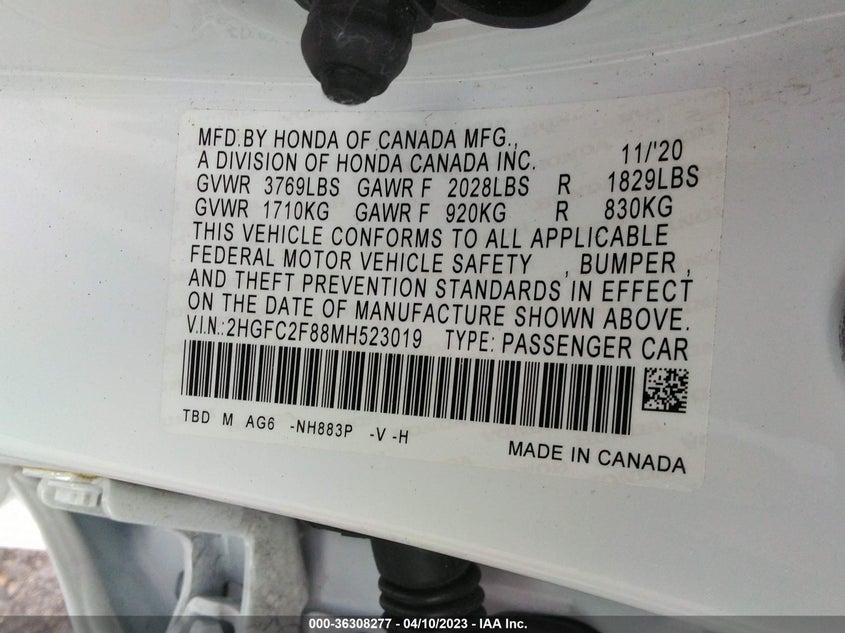 MFD.BY HONDA OF CANADA MFG.,
A DIVISION OF HONDA CANADA INC. 11/'20
GVWR 3769LBS GAWR F 2028LBS R 1829LBS
GVWR 1710KG GAWR F 920KG R 830KG
THIS VEHICLE CONFORMS TO ALL APPLICABLE
FEDERAL MOTOR VEHICLE SAFETY , BUMPER ,
AND THEFT PREVENTION STANDARDS IN EFFECT
ON THE DATE OF MANUFACTURE SHOWN ABOVE.
V.I.N.:2HGFC2F88MH523019 TYPE: PASSENGER CAR
TBD M AG6 -NH883P -V -H
MADE IN CANADA
000-36308277 - 04/10/2023 - IAA Inc.